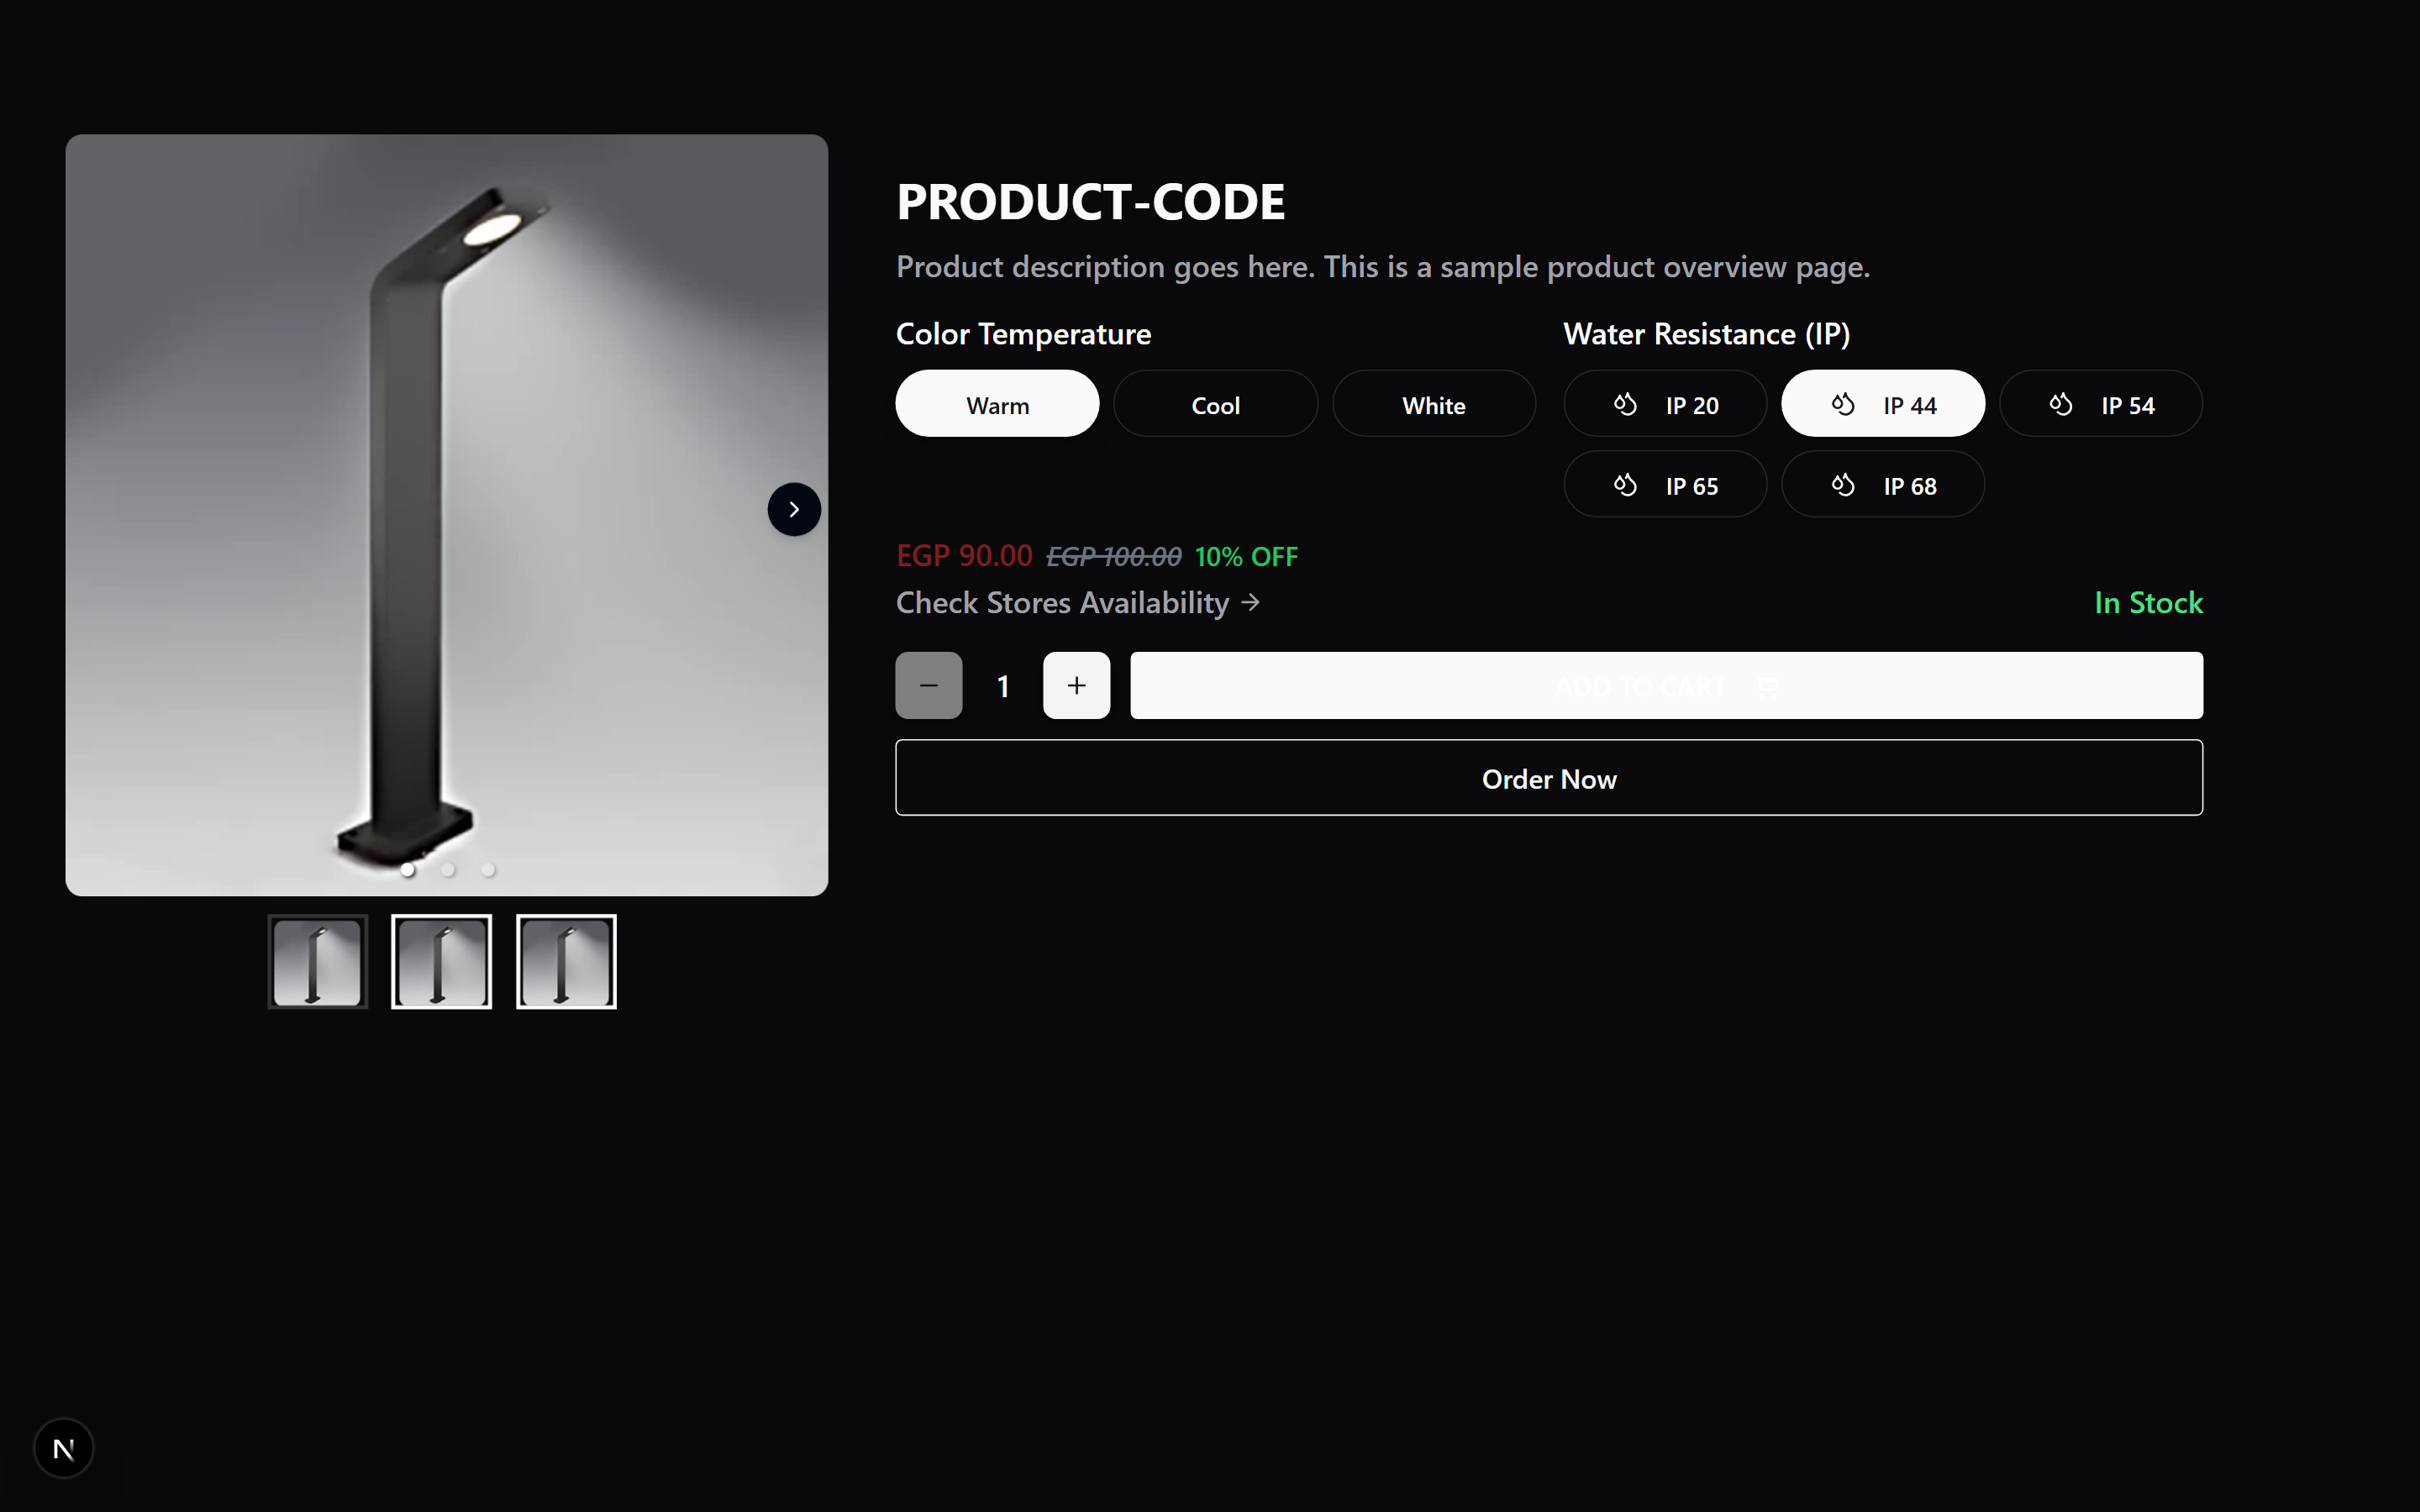 PRODUCT-CODE
Product description goes here. This is a sample product overview page.
Color Temperature
Warm Cool White
Water Resistance (IP)
IP 20 IP 44 IP 54
IP 65 IP 68
EGP 90.00 EGP 100.00 10% OFF
Check Stores Availability →
In Stock
1
ADD TO CART
Order Now
N